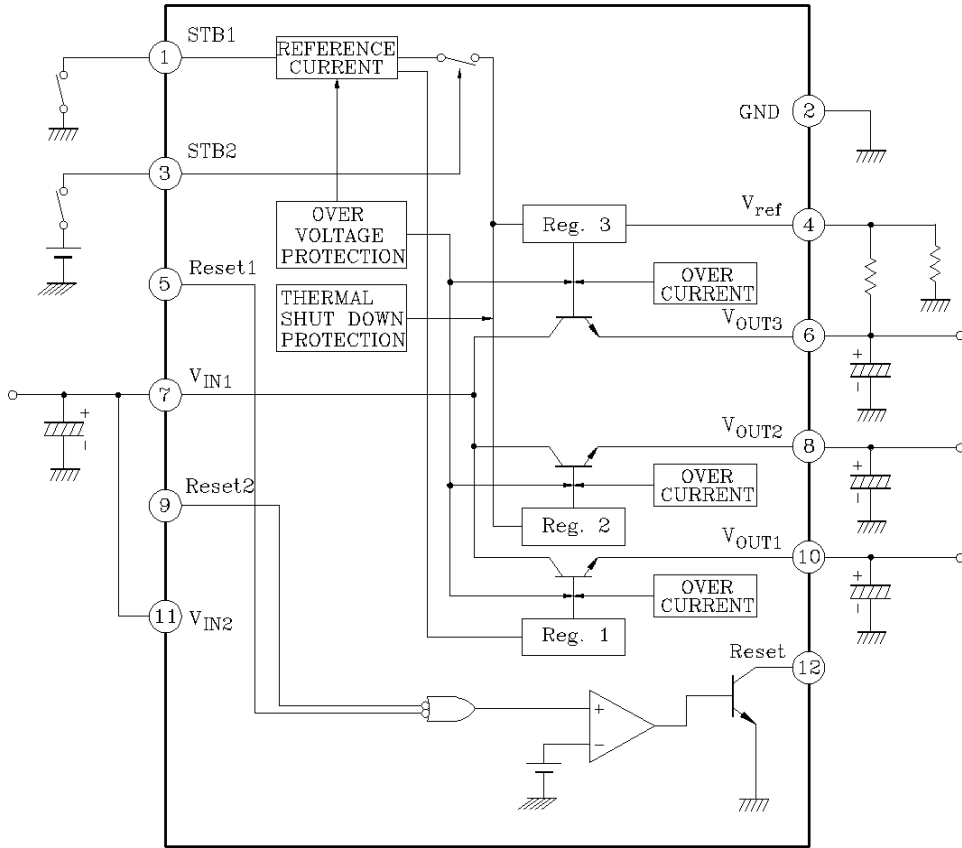 STB1
1
REFERENCE
CURRENT
GND
2
STB2
3
OVER
VOLTAGE
PROTECTION
Reg. 3
Vref
4
Reset1
5
OVER
CURRENT
THERMAL
SHUT DOWN
PROTECTION
VOUT3
6
+
-
VIN1
7
+
-
VOUT2
8
Reset2
9
OVER
CURRENT
+
-
Reg. 2
VOUT1
10
OVER
CURRENT
+
-
11
VIN2
Reg. 1
Reset
12
+
-